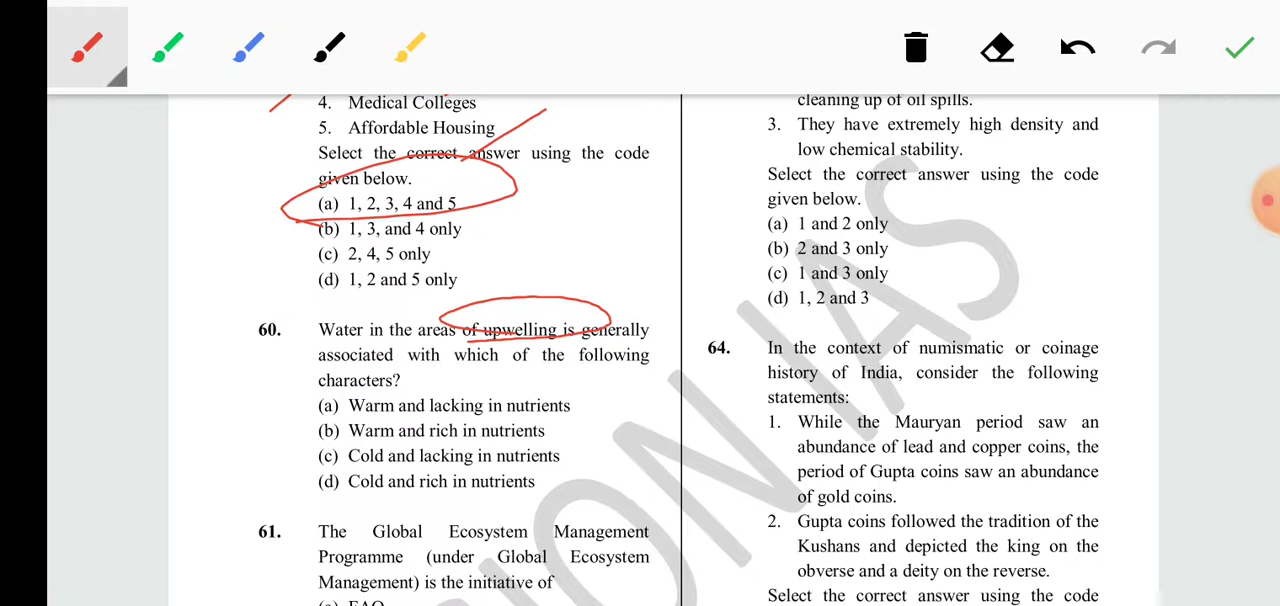 4. Medical Colleges
5. Affordable Housing
Select the correct answer using the code
given below.
(a) 1, 2, 3, 4 and 5
(b) 1, 3, and 4 only
(c) 2, 4, 5 only
(d) 1, 2 and 5 only
60. Water in the areas of upwelling is generally
associated with which of the following
characters?
(a) Warm and lacking in nutrients
(b) Warm and rich in nutrients
(c) Cold and lacking in nutrients
(d) Cold and rich in nutrients
61. The Global Ecosystem Management
Programme (under Global Ecosystem
Management) is the initiative of
(a) FAO
cleaning up of oil spills.
3. They have extremely high density and
low chemical stability.
Select the correct answer using the code
given below.
(a) 1 and 2 only
(b) 2 and 3 only
(c) 1 and 3 only
(d) 1, 2 and 3
64. In the context of numismatic or coinage
history of India, consider the following
statements:
1. While the Mauryan period saw an
abundance of lead and copper coins, the
period of Gupta coins saw an abundance
of gold coins.
2. Gupta coins followed the tradition of the
Kushans and depicted the king on the
obverse and a deity on the reverse.
Select the correct answer using the code
ION IAS